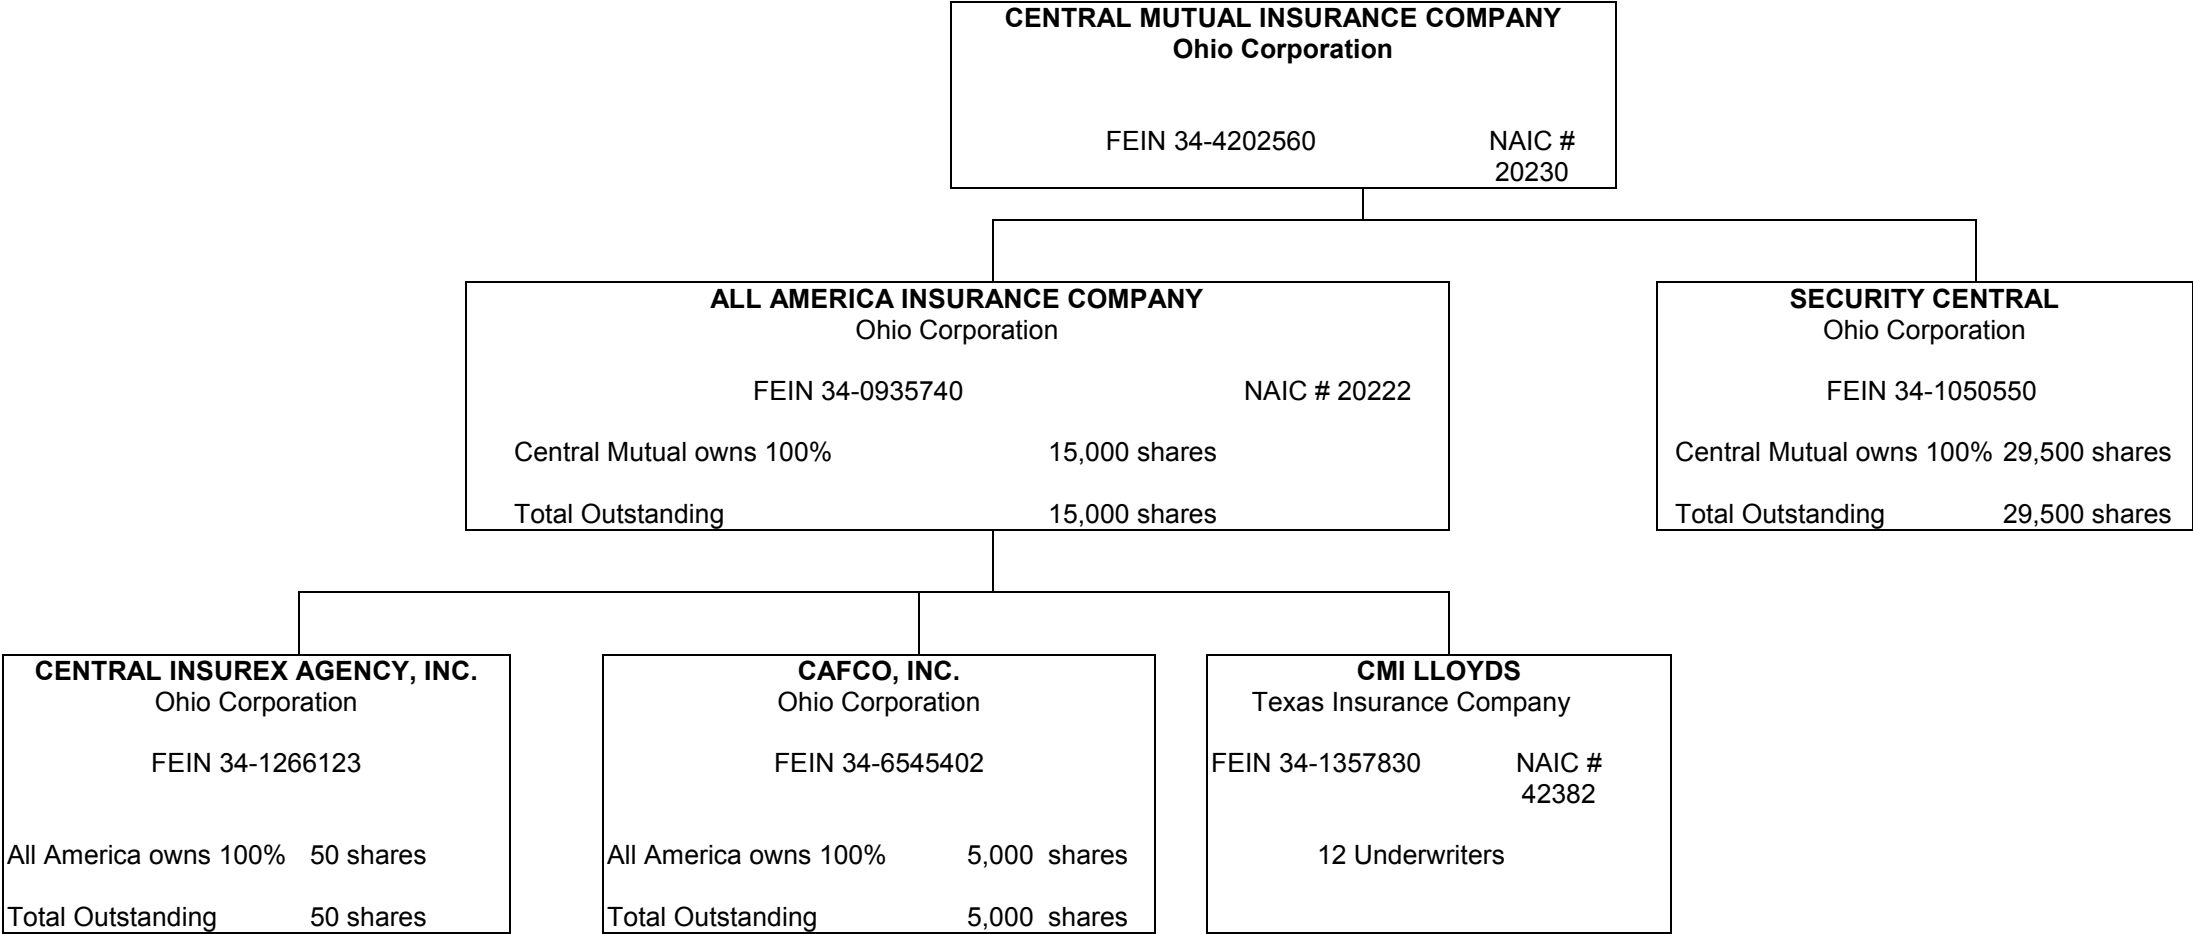 CENTRAL MUTUAL INSURANCE COMPANY
Ohio Corporation
FEIN 34-4202560 NAIC #
20230
ALL AMERICA INSURANCE COMPANY
Ohio Corporation
FEIN 34-0935740 NAIC # 20222
Central Mutual owns 100% 15,000 shares
Total Outstanding 15,000 shares
SECURITY CENTRAL
Ohio Corporation
FEIN 34-1050550
Central Mutual owns 100% 29,500 shares
Total Outstanding 29,500 shares
CENTRAL INSUREX AGENCY, INC.
Ohio Corporation
FEIN 34-1266123
All America owns 100% 50 shares
Total Outstanding 50 shares
CAFCO, INC.
Ohio Corporation
FEIN 34-6545402
All America owns 100% 5,000 shares
Total Outstanding 5,000 shares
CMI LLOYDS
Texas Insurance Company
FEIN 34-1357830 NAIC #
42382
12 Underwriters